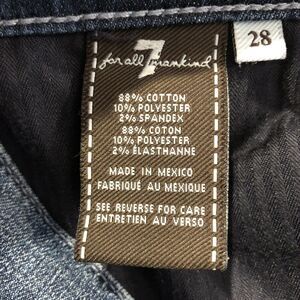 7
for all mankind
28
88% COTTON
10% POLYESTER
2% SPANDEX
88% COTON
10% POLYESTER
2% ÉLASTHANNE
MADE IN MEXICO
FABRIQUÉ AU MEXIQUE
SEE REVERSE FOR CARE
ENTRETIEN AU VERSO